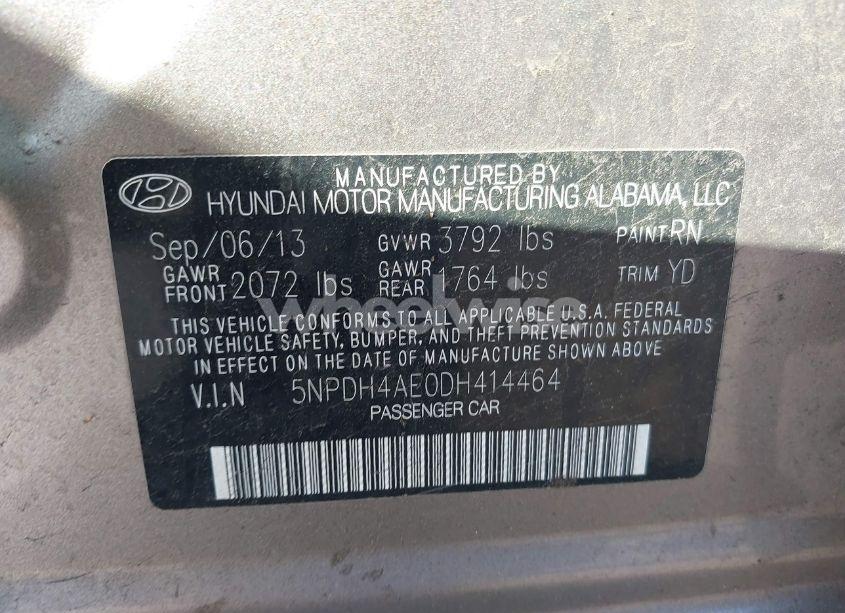 MANUFACTURED BY
HYUNDAI MOTOR MANUFACTURING ALABAMA, LLC
Sep/06/13 GVWR 3792 lbs PAINT RN
GAWR FRONT 2072 lbs GAWR REAR 1764 lbs TRIM YD
Wheelwise
THIS VEHICLE CONFORMS TO ALL APPLICABLE U.S.A. FEDERAL
MOTOR VEHICLE SAFETY, BUMPER, AND THEFT PREVENTION STANDARDS
IN EFFECT ON THE DATE OF MANUFACTURE SHOWN ABOVE.
V.I.N 5NPDH4AE0DH414464
PASSENGER CAR